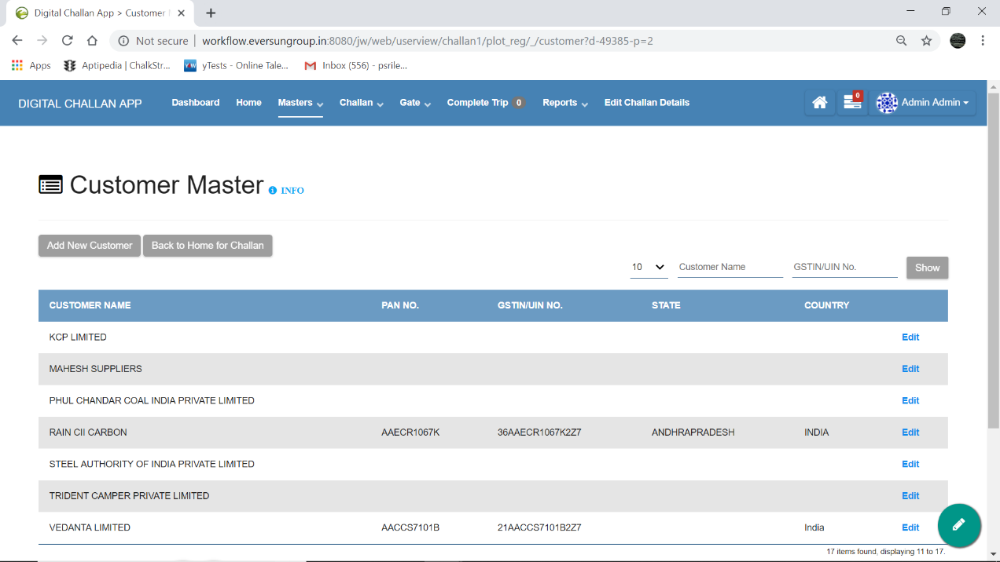 Digital Challan App > Customer
Not secure | workflow.eversungroup.in:8080/jw/web/userview/challan1/plot_reg/_/customer?d-49385-p=2
Apps Aptipedia | ChalkStr... yTests - Online Tale... Inbox (556) - psrile...
DIGITAL CHALLAN APP Dashboard Home Masters Challan Gate Complete Trip 0 Reports Edit Challan Details 0 Admin Admin
Customer Master INFO
Add New Customer Back to Home for Challan
10 Customer Name GSTIN/UIN No. Show
CUSTOMER NAME PAN NO. GSTIN/UIN NO. STATE COUNTRY
KCP LIMITED Edit
MAHESH SUPPLIERS Edit
PHUL CHANDAR COAL INDIA PRIVATE LIMITED Edit
RAIN CII CARBON AAECR1067K 36AAECR1067K2Z7 ANDHRAPRADESH INDIA Edit
STEEL AUTHORITY OF INDIA PRIVATE LIMITED Edit
TRIDENT CAMPER PRIVATE LIMITED Edit
VEDANTA LIMITED AACCS7101B 21AACCS7101B2Z7 India Edit
17 items found, displaying 11 to 17.